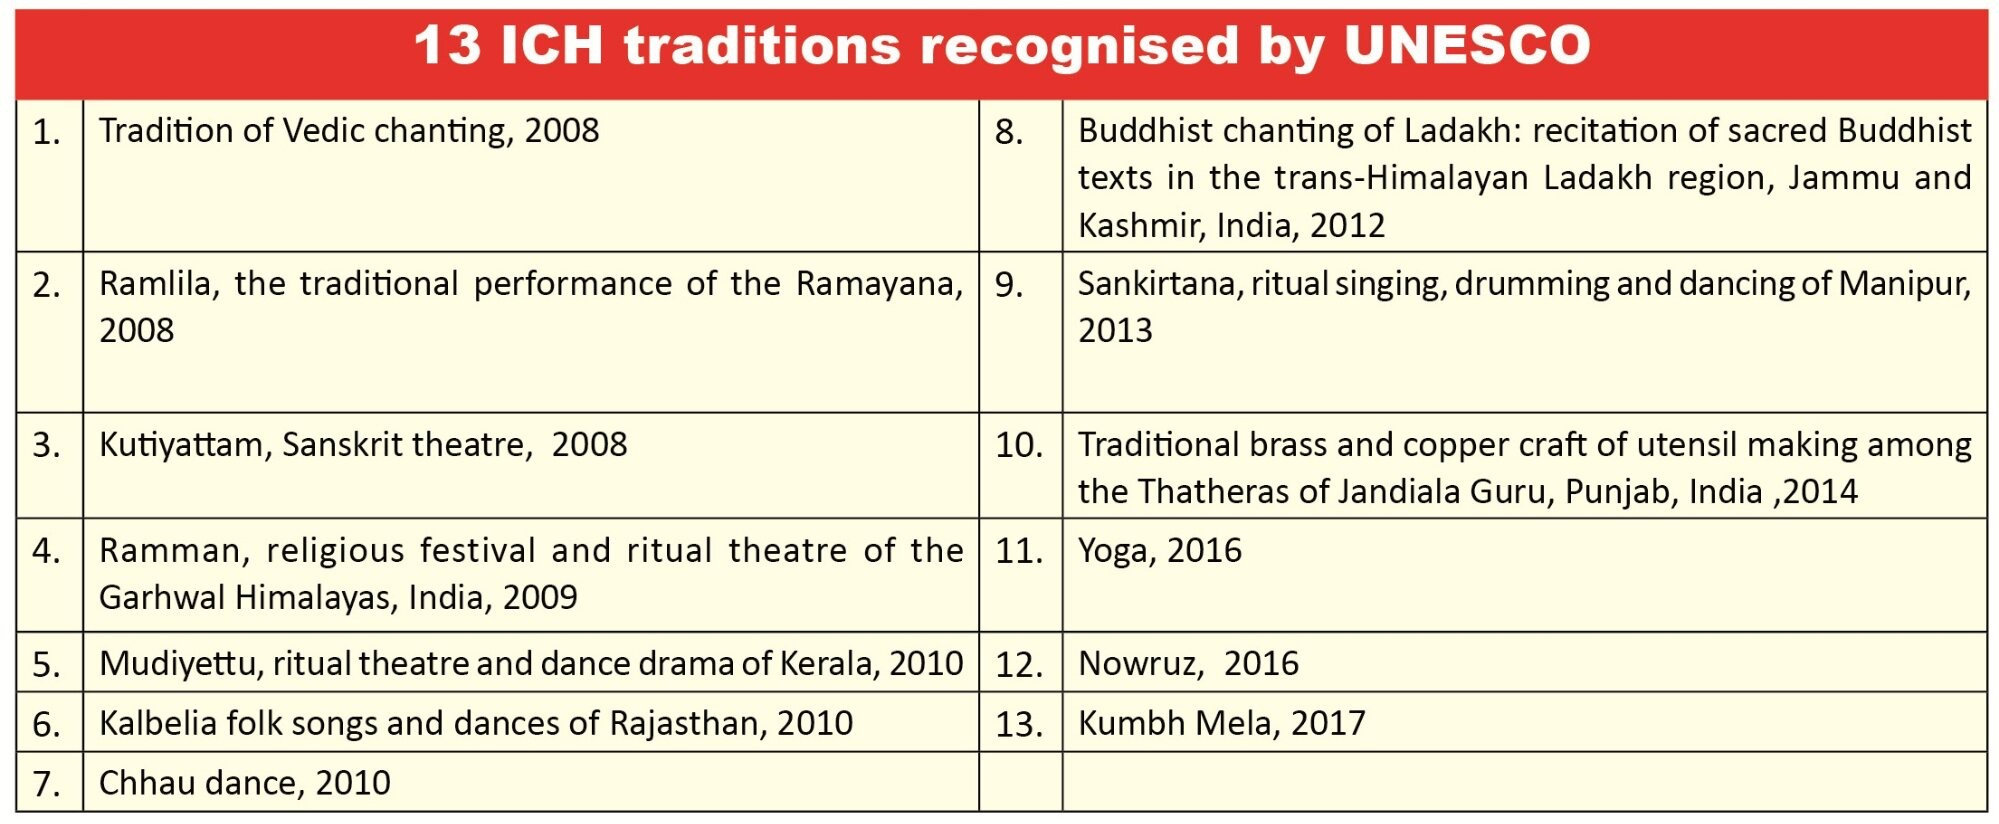 13 ICH traditions recognised by UNESCO
1. Tradition of Vedic chanting, 2008
2. Ramlila, the traditional performance of the Ramayana,
2008
3. Kutiyattam, Sanskrit theatre,  2008
4. Ramman, religious festival and ritual theatre of the
Garhwal Himalayas, India, 2009
5. Mudiyettu, ritual theatre and dance drama of Kerala, 2010
6. Kalbelia folk songs and dances of Rajasthan, 2010
7. Chhau dance, 2010
8. Buddhist chanting of Ladakh: recitation of sacred Buddhist
texts in the trans-Himalayan Ladakh region, Jammu and
Kashmir, India, 2012
9. Sankirtana, ritual singing, drumming and dancing of Manipur,
2013
10. Traditional brass and copper craft of utensil making among
the Thatheras of Jandiala Guru, Punjab, India ,2014
11. Yoga, 2016
12. Nowruz,  2016
13. Kumbh Mela, 2017